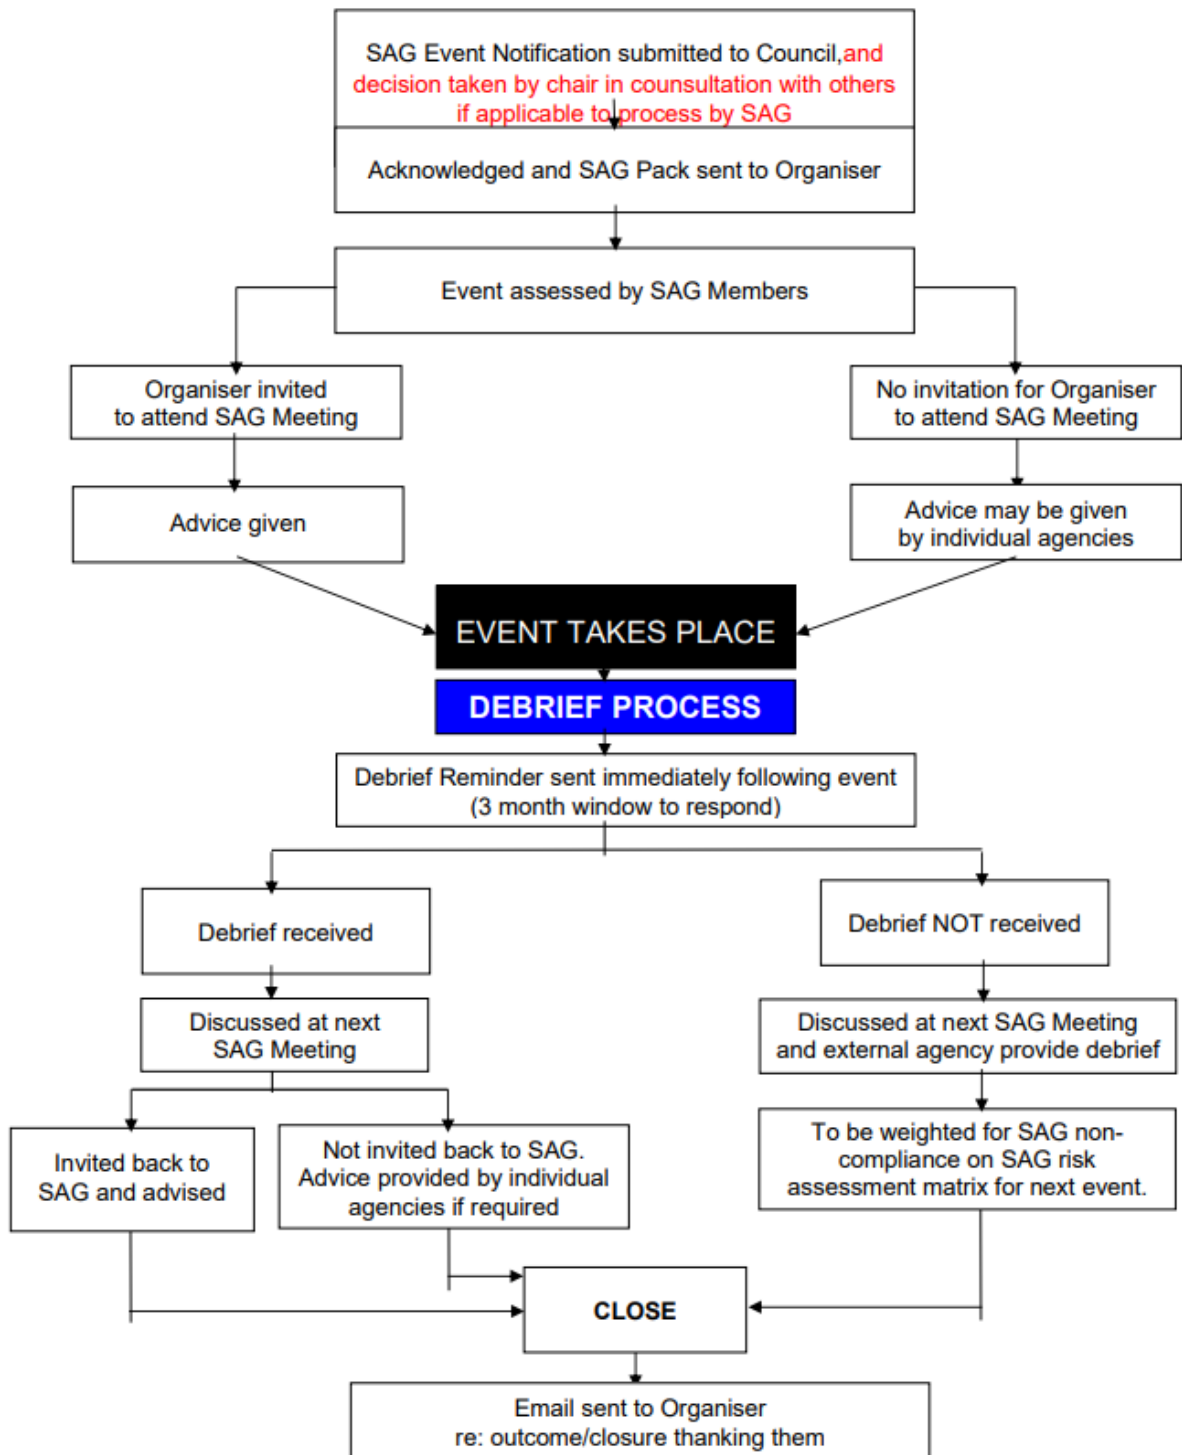 SAG Event Notification submitted to Council,and
decision taken by chair in counsultation with others
if applicable to process by SAG
Acknowledged and SAG Pack sent to Organiser
Event assessed by SAG Members
Organiser invited
to attend SAG Meeting
No invitation for Organiser
to attend SAG Meeting
Advice given
Advice may be given
by individual agencies
EVENT TAKES PLACE
DEBRIEF PROCESS
Debrief Reminder sent immediately following event
(3 month window to respond)
Debrief received
Debrief NOT received
Discussed at next
SAG Meeting
Discussed at next SAG Meeting
and external agency provide debrief
Invited back to
SAG and advised
Not invited back to SAG.
Advice provided by individual
agencies if required
To be weighted for SAG non-
compliance on SAG risk
assessment matrix for next event.
CLOSE
Email sent to Organiser
re: outcome/closure thanking them